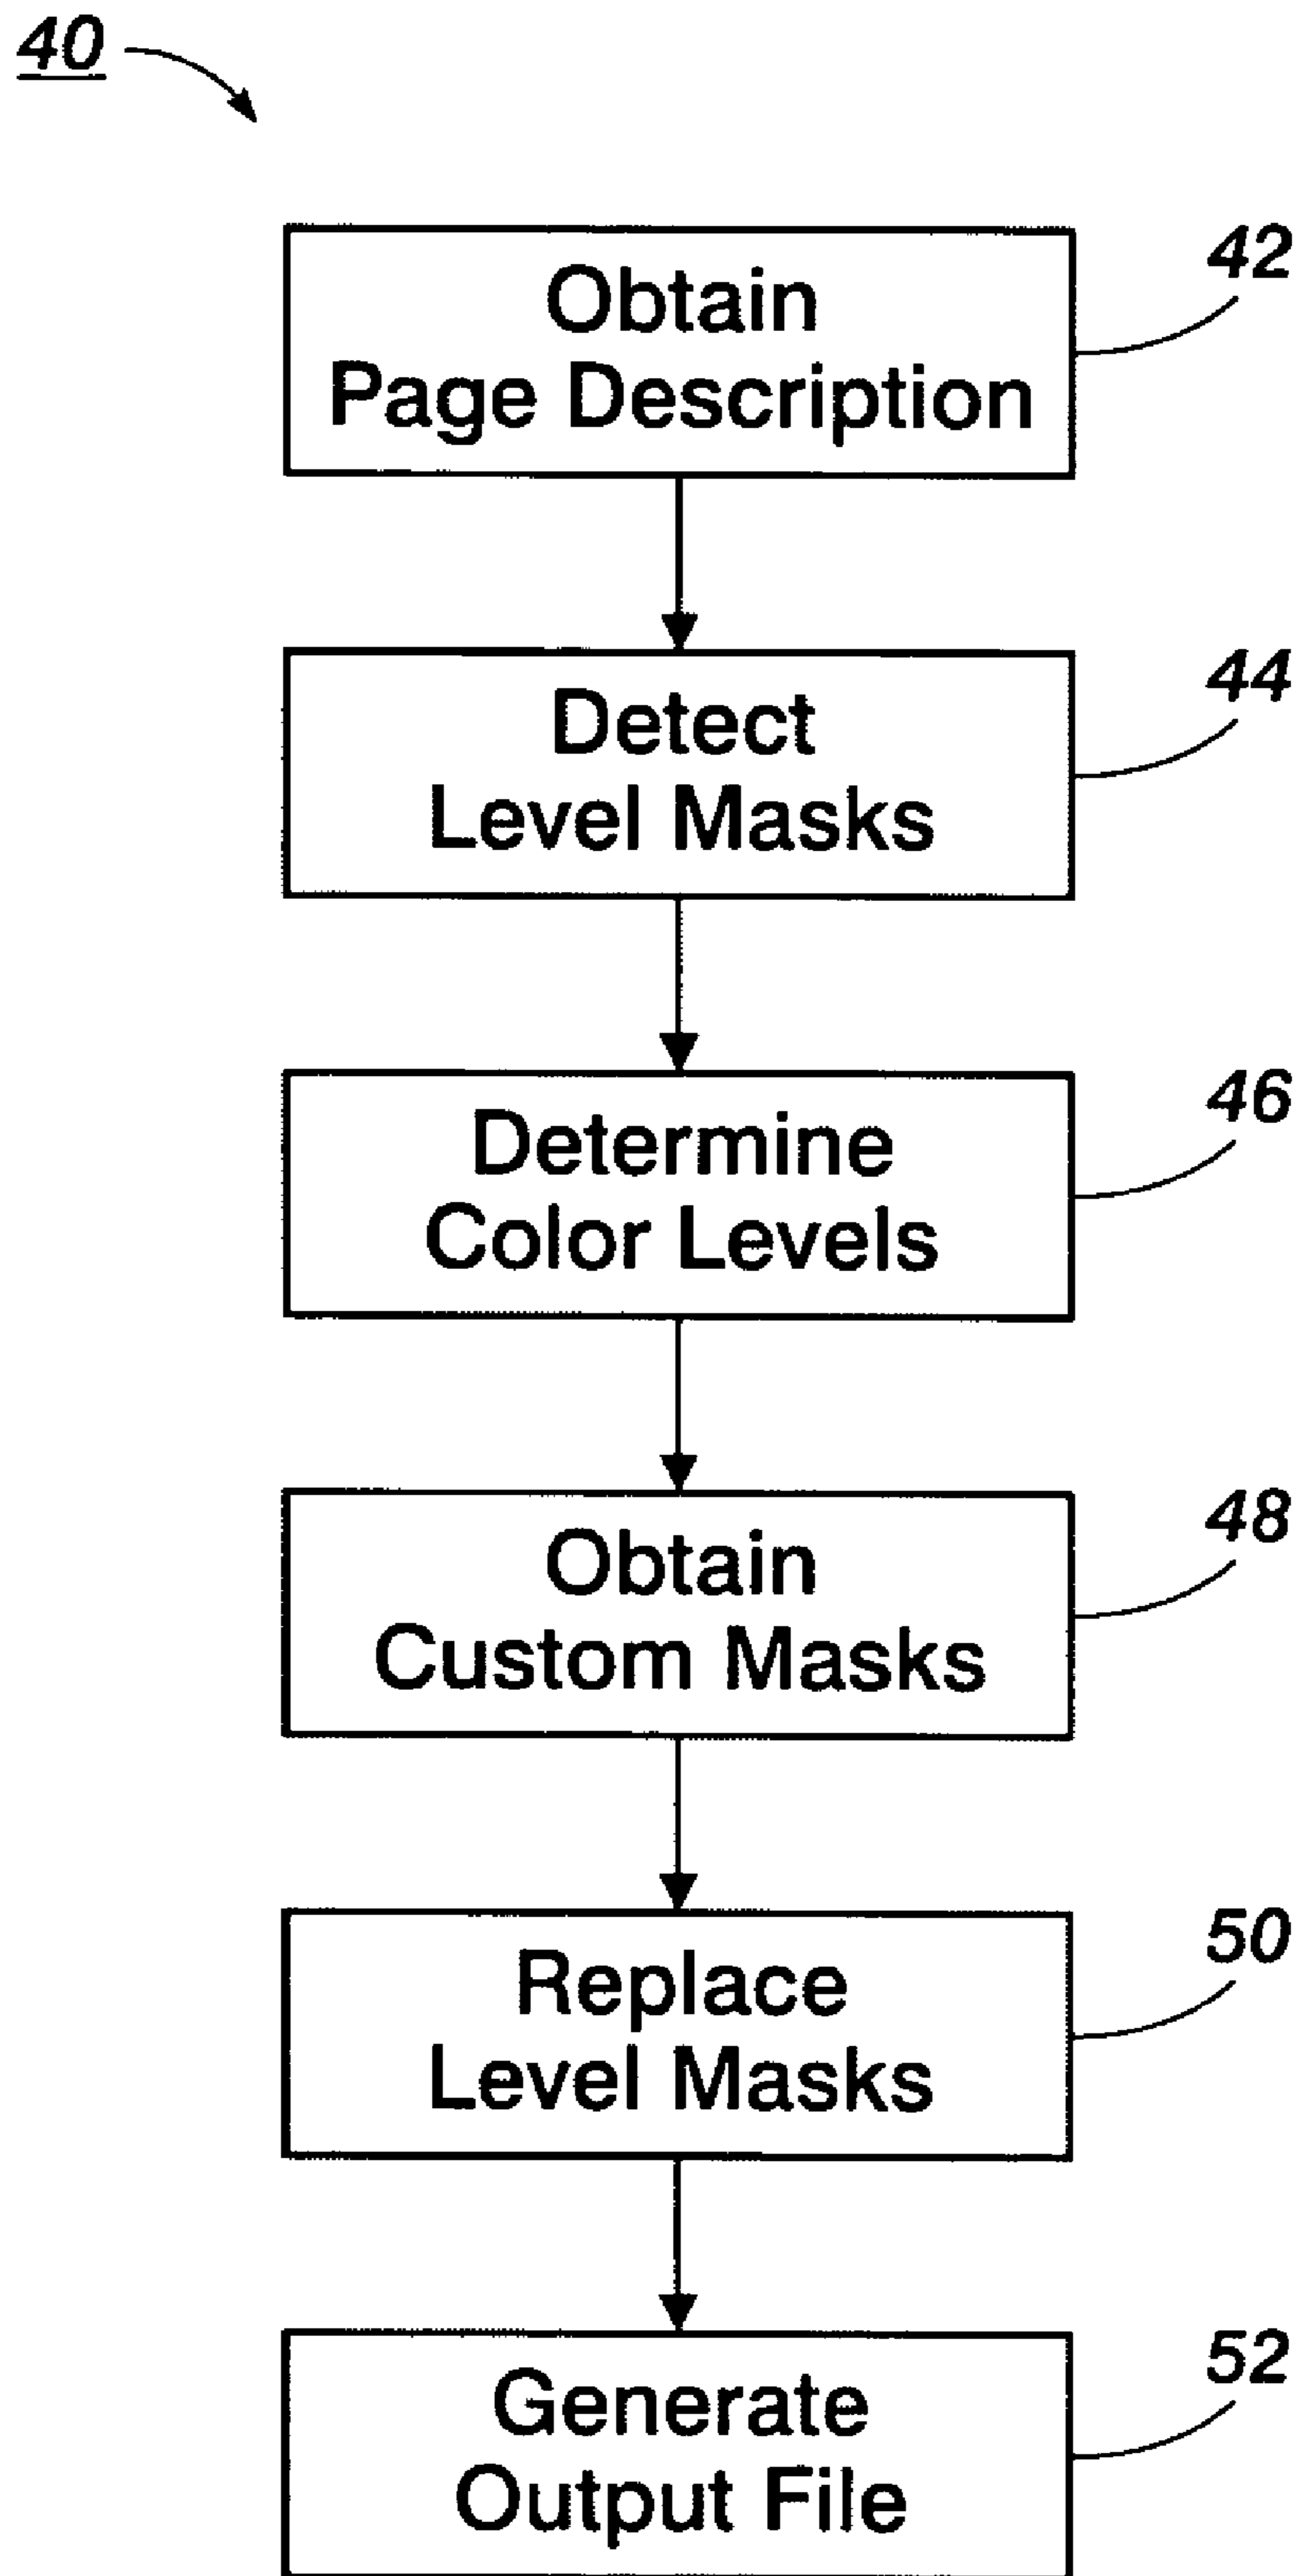 40
42
Obtain
Page Description
44
Detect
Level Masks
46
Determine
Color Levels
48
Obtain
Custom Masks
50
Replace
Level Masks
52
Generate
Output File